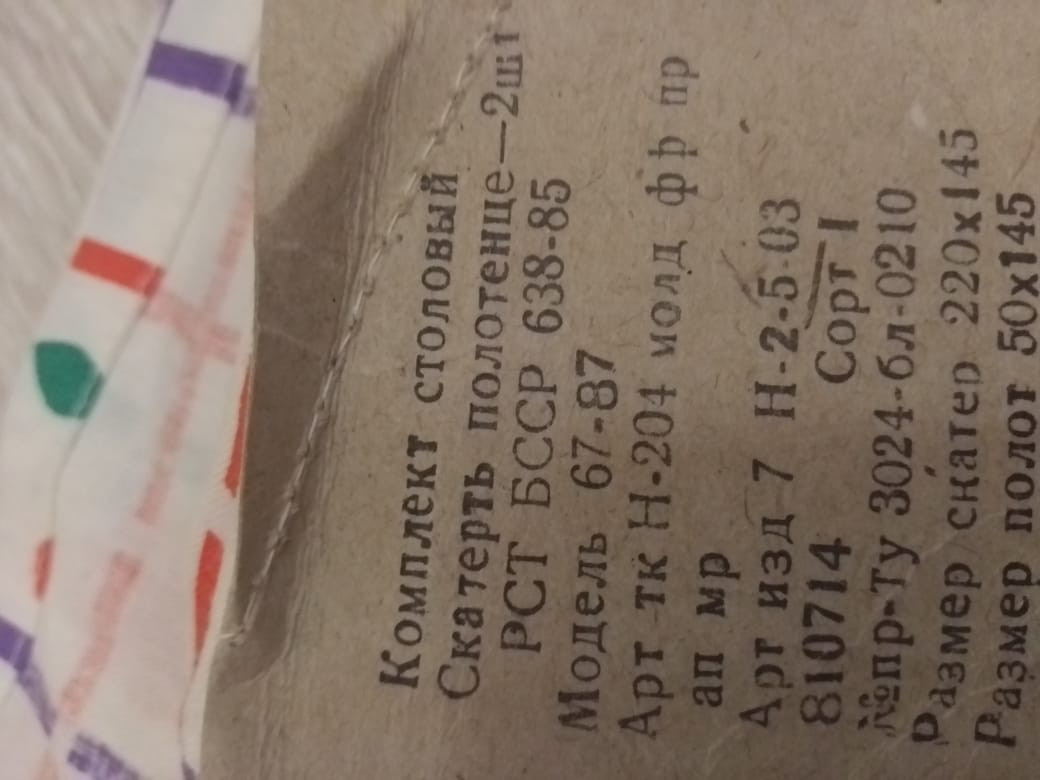 Комплект столовый
Скатерть полотенце—2шт
РСТ БССР 638-85
Модель 67-87
Арт тк Н-204 молд фф пр
ап мр
Арт изд 7 Н-2-5-03
810714 Сорт I
№пр-Ту 3024-бл-0210
Размер скатер 220х145
Размер полот 50х145